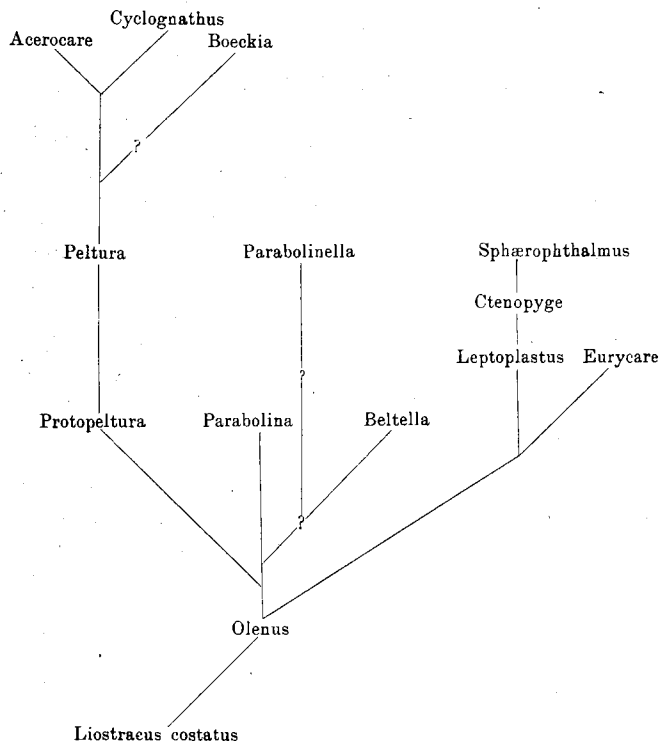 Cyclognathus
Acerocare
Boeckia
?
Peltura Parabolinella Sphærophthalmus
Ctenopyge
Leptoplastus Eurycare
?
Protopeltura Parabolina Beltella
?
Olenus
Liostracus costatus